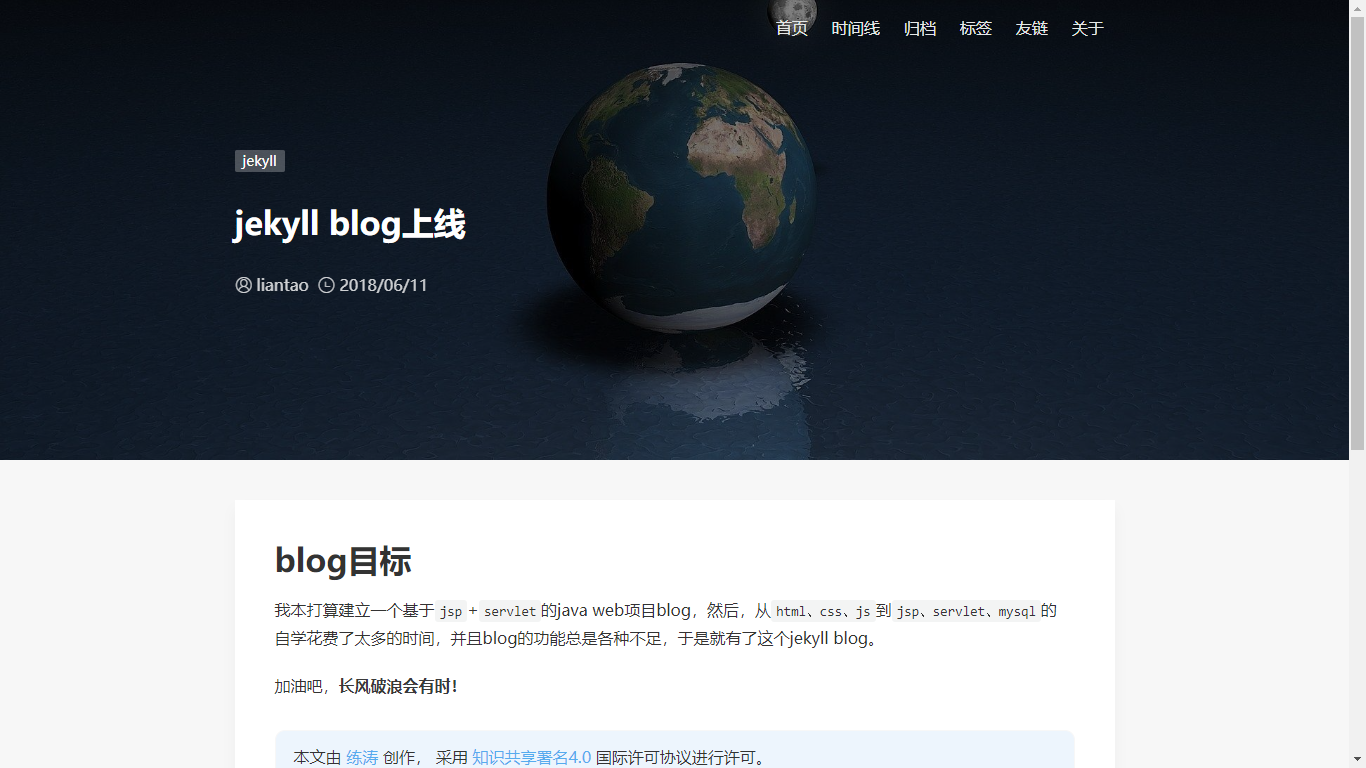 首页 时间线 归档 标签 友链 关于
jekyll
jekyll blog上线
liantao 2018/06/11
blog目标
我本打算建立一个基于 jsp + servlet 的java web项目blog，然后，从 html、css、js 到 jsp、servlet、mysql 的
自学花费了太多的时间，并且blog的功能总是各种不足，于是就有了这个jekyll blog。
加油吧，长风破浪会有时！
本文由 练涛 创作， 采用 知识共享署名4.0 国际许可协议进行许可。